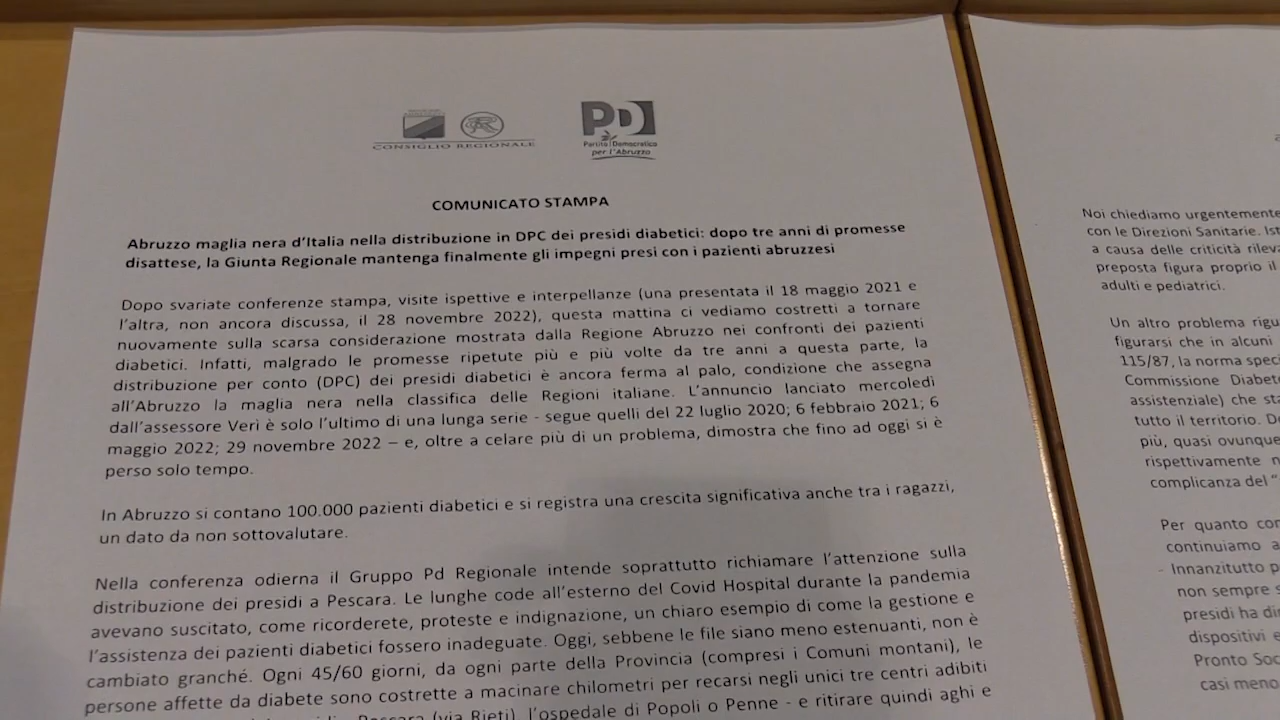 CONSIGLIO REGIONALE
PD
Partito Democratico
per l'Abruzzo
COMUNICATO STAMPA
Abruzzo maglia nera d'Italia nella distribuzione in DPC dei presidi diabetici: dopo tre anni di promesse
disattese, la Giunta Regionale mantenga finalmente gli impegni presi con i pazienti abruzzesi
Dopo svariate conferenze stampa, visite ispettive e interpellanze (una presentata il 18 maggio 2021 e
l'altra, non ancora discussa, il 28 novembre 2022), questa mattina ci vediamo costretti a tornare
nuovamente sulla scarsa considerazione mostrata dalla Regione Abruzzo nei confronti dei pazienti
diabetici. Infatti, malgrado le promesse ripetute più e più volte da tre anni a questa parte, la
distribuzione per conto (DPC) dei presidi diabetici è ancora ferma al palo, condizione che assegna
all'Abruzzo la maglia nera nella classifica delle Regioni italiane. L'annuncio lanciato mercoledì
dall'assessore Verì è solo l'ultimo di una lunga serie - segue quelli del 22 luglio 2020; 6 febbraio 2021; 6
maggio 2022; 29 novembre 2022 – e, oltre a celare più di un problema, dimostra che fino ad oggi si è
perso solo tempo.
In Abruzzo si contano 100.000 pazienti diabetici e si registra una crescita significativa anche tra i ragazzi,
un dato da non sottovalutare.
Nella conferenza odierna il Gruppo Pd Regionale intende soprattutto richiamare l'attenzione sulla
distribuzione dei presidi a Pescara. Le lunghe code all'esterno del Covid Hospital durante la pandemia
avevano suscitato, come ricorderete, proteste e indignazione, un chiaro esempio di come la gestione e
l'assistenza dei pazienti diabetici fossero inadeguate. Oggi, sebbene le file siano meno estenuanti, non è
cambiato granché. Ogni 45/60 giorni, da ogni parte della Provincia (compresi i Comuni montani), le
persone affette da diabete sono costrette a macinare chilometri per recarsi negli unici tre centri adibiti
Pescara (via Rieti), l'ospedale di Popoli o Penne - e ritirare quindi aghi e
Noi chiediamo urgentemente
con le Direzioni Sanitarie. Ist
a causa delle criticità rileva
preposta figura proprio il
adulti e pediatrici.
Un altro problema rigu
figurarsi che in alcuni
115/87, la norma speci
Commissione Diabete
assistenziale) che sta
tutto il territorio. D
più, quasi ovunque
rispettivamente n
complicanza del "
Per quanto con
continuiamo a
- Innanzitutto p
non sempre s
presidi ha di
dispositivi e
Pronto Soc
casi meno